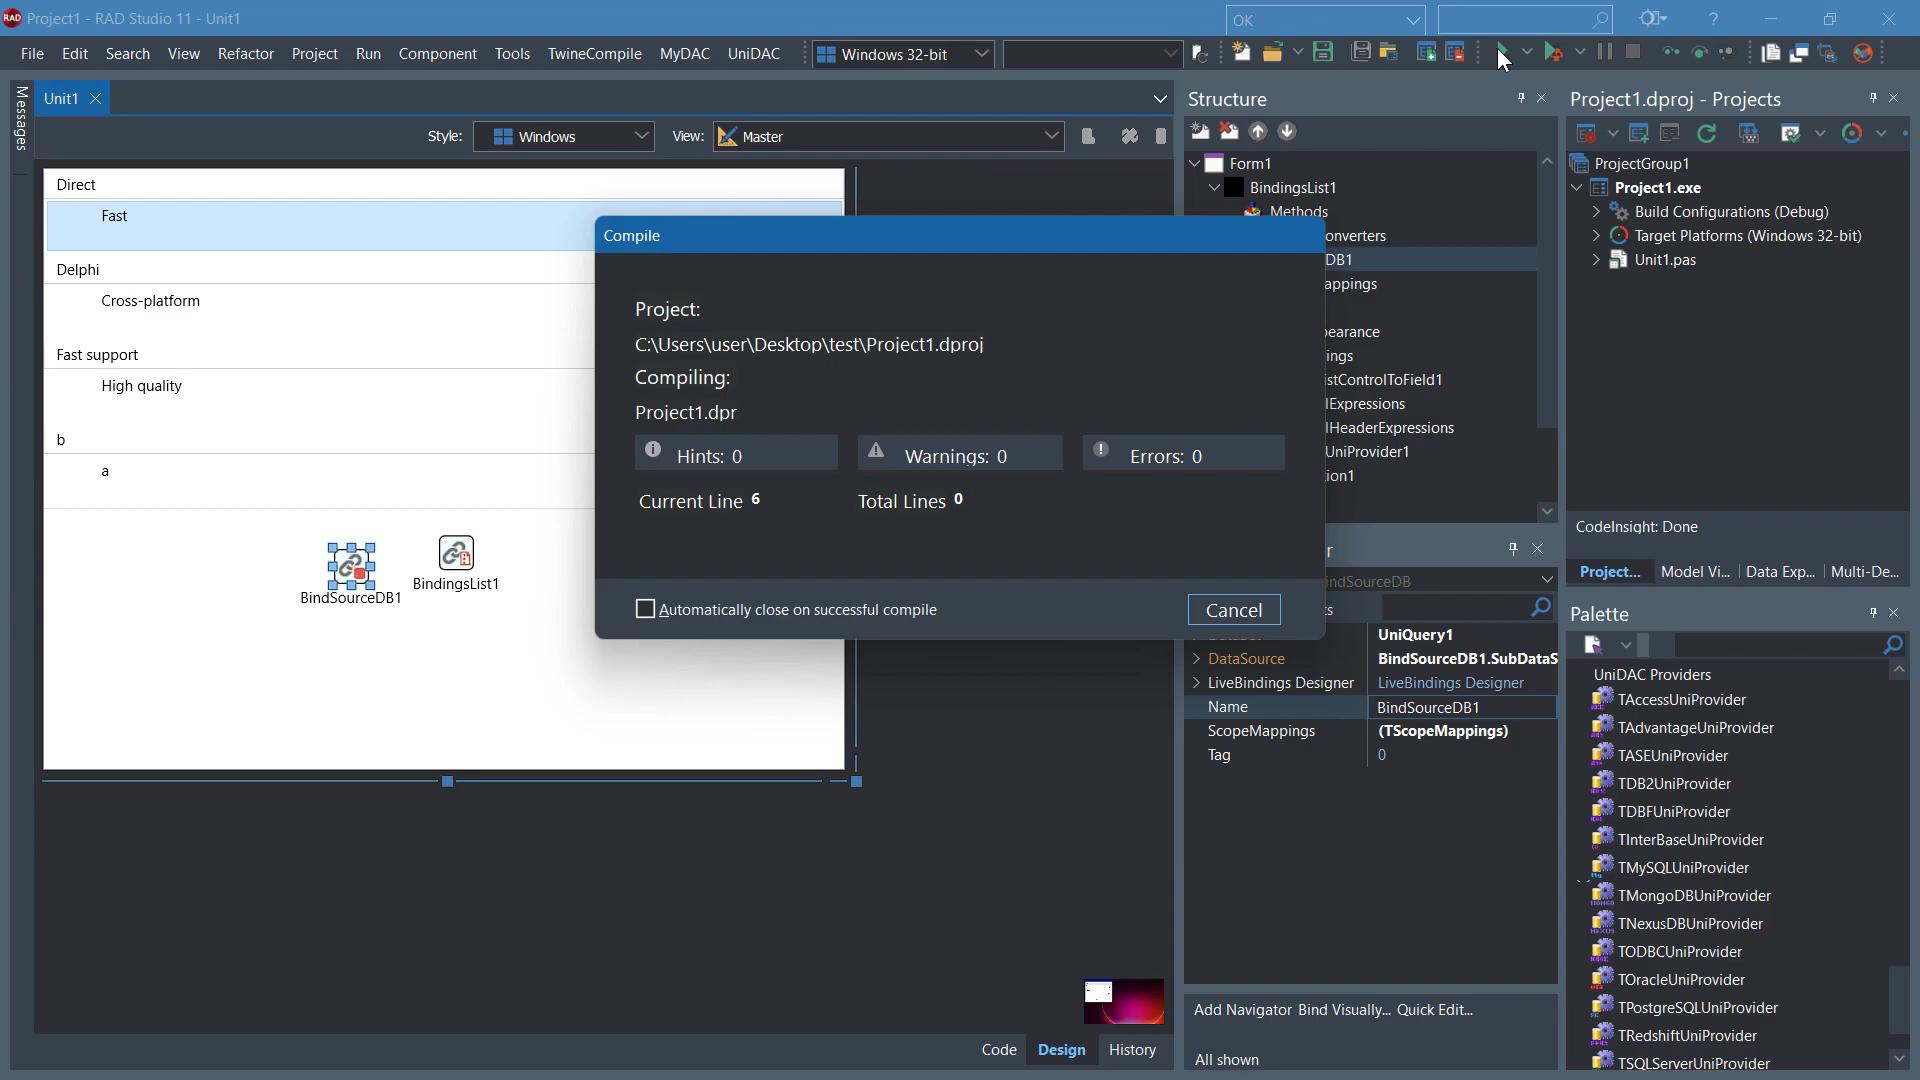 RAD Project1 - RAD Studio 11 - Unit1
OK
?
File Edit Search View Refactor Project Run Component Tools TwineCompile MyDAC UniDAC
Windows 32-bit
Messages
Unit1
Style: Windows View: Master
Direct
Fast
Delphi
Cross-platform
Fast support
High quality
b
a
BindSourceDB1
BindingsList1
Compile
Project:
C:\Users\user\Desktop\test\Project1.dproj
Compiling:
Project1.dpr
Hints: 0
Warnings: 0
Errors: 0
Current Line 6
Total Lines 0
Automatically close on successful compile
Cancel
Code Design History
Structure
Form1
BindingsList1
Methods
onverters
DB1
appings
pearance
ings
istControlToField1
lExpressions
lHeaderExpressions
UniProvider1
ion1
r
indSourceDB
ts
UniQuery1
DataSource BindSourceDB1.SubDataS
LiveBindings Designer LiveBindings Designer
Name BindSourceDB1
ScopeMappings (TScopeMappings)
Tag 0
Add Navigator Bind Visually... Quick Edit...
All shown
Project1.dproj - Projects
ProjectGroup1
Project1.exe
Build Configurations (Debug)
Target Platforms (Windows 32-bit)
Unit1.pas
CodeInsight: Done
Project... Model Vi... Data Exp... Multi-De...
Palette
UniDAC Providers
TAccessUniProvider
TAdvantageUniProvider
TASEUniProvider
TDB2UniProvider
TDBFUniProvider
TInterBaseUniProvider
TMySQLUniProvider
TMongoDBUniProvider
TNexusDBUniProvider
TODBCUniProvider
TOracleUniProvider
TPostgreSQLUniProvider
TRedshiftUniProvider
TSQLServerUniProvider